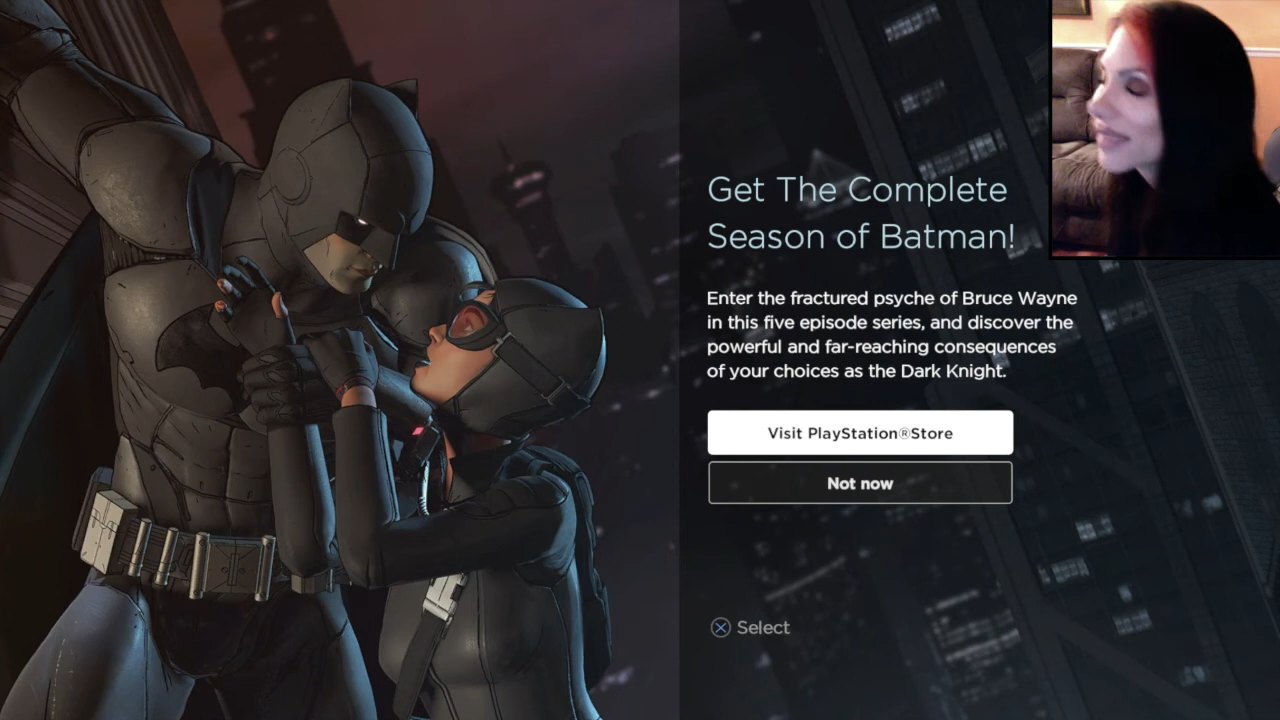 Get The Complete
Season of Batman!
Enter the fractured psyche of Bruce Wayne
in this five episode series, and discover the
powerful and far-reaching consequences
of your choices as the Dark Knight.
Visit PlayStation®Store
Not now
Select